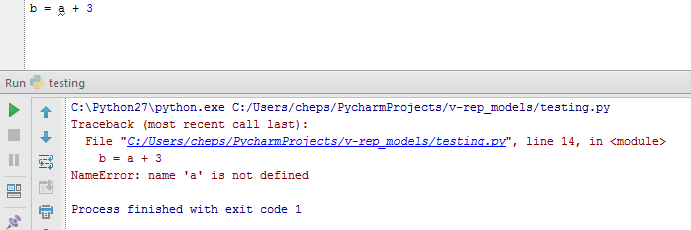 b = a + 3
Run testing
C:\Python27\python.exe C:/Users/cheps/PycharmProjects/v-rep_models/testing.py
Traceback (most recent call last):
  File "C:/Users/cheps/PycharmProjects/v-rep_models/testing.py", line 14, in <module>
    b = a + 3
NameError: name 'a' is not defined

Process finished with exit code 1